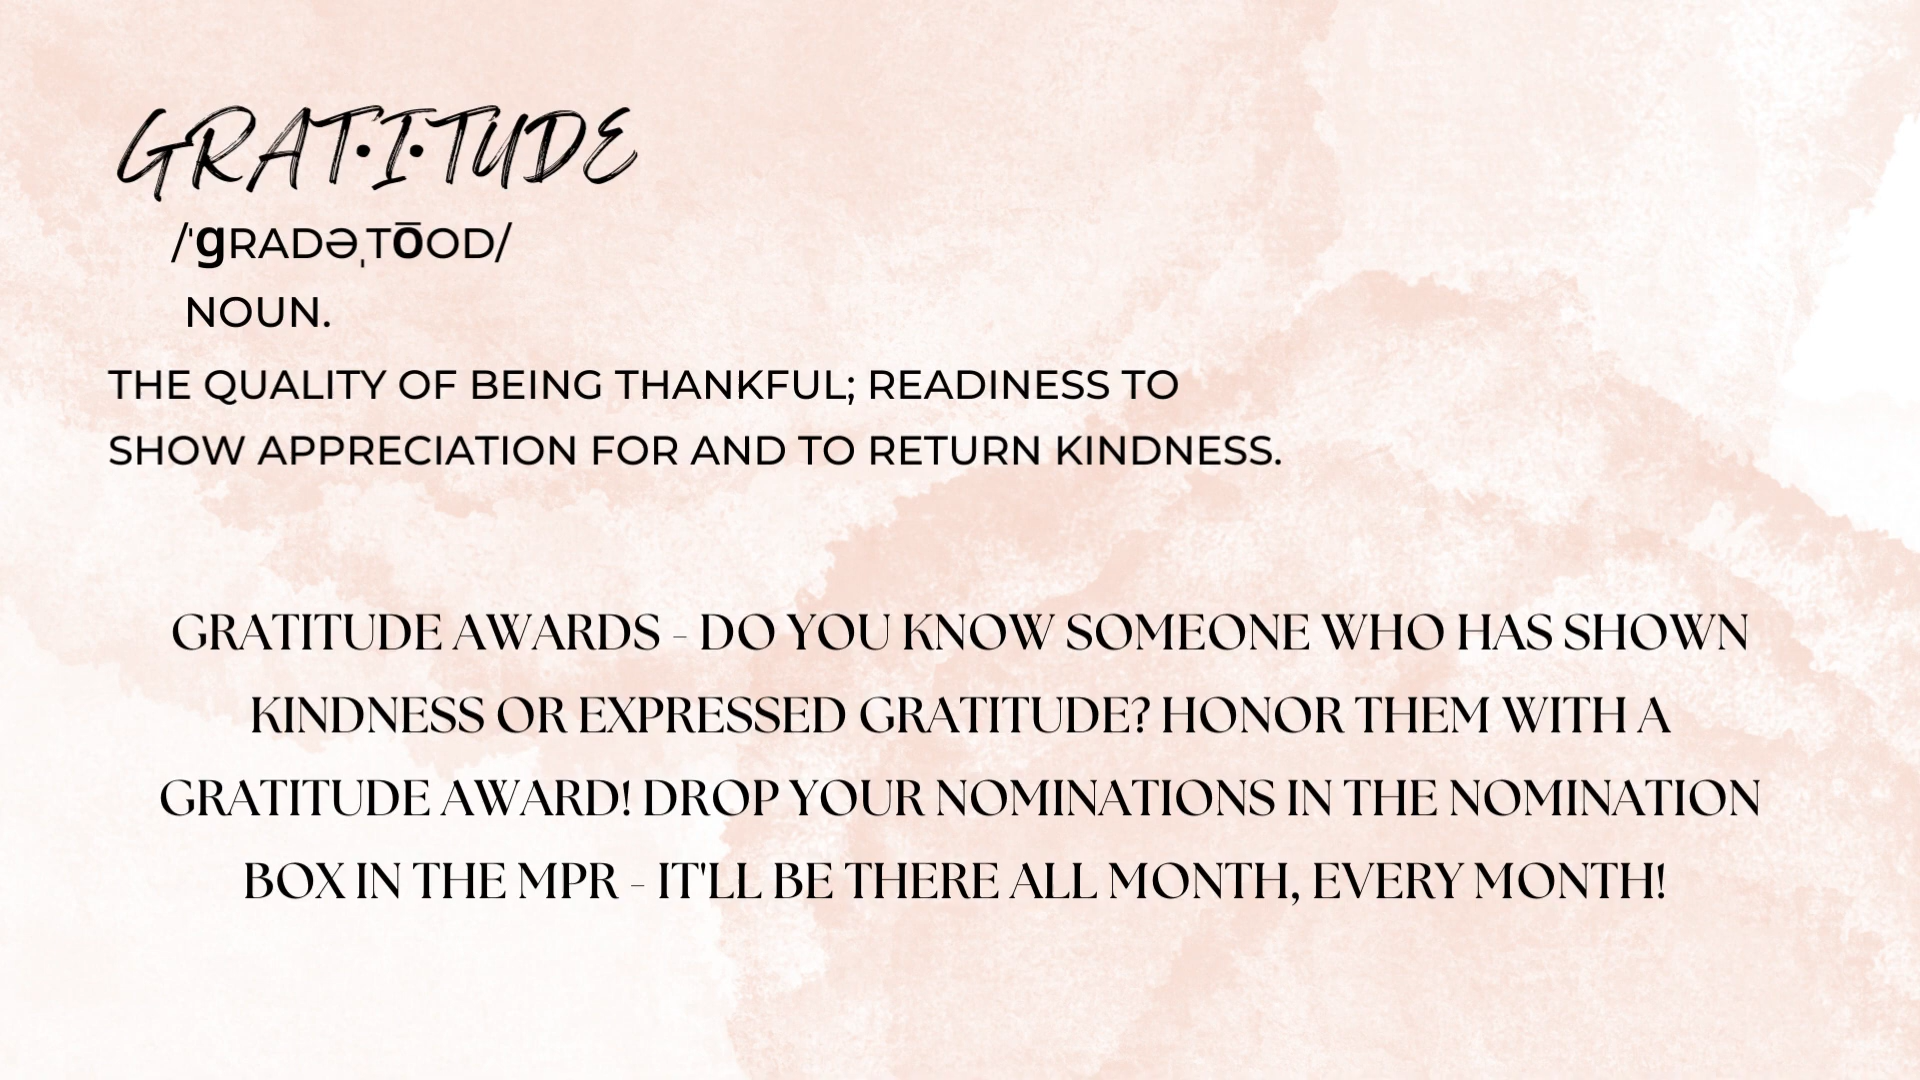 GRAT·I·TUDE
/ˈgRADƏˌTŌOD/
NOUN.
THE QUALITY OF BEING THANKFUL; READINESS TO
SHOW APPRECIATION FOR AND TO RETURN KINDNESS.
GRATITUDE AWARDS - DO YOU KNOW SOMEONE WHO HAS SHOWN
KINDNESS OR EXPRESSED GRATITUDE? HONOR THEM WITH A
GRATITUDE AWARD! DROP YOUR NOMINATIONS IN THE NOMINATION
BOX IN THE MPR - IT'LL BE THERE ALL MONTH, EVERY MONTH!